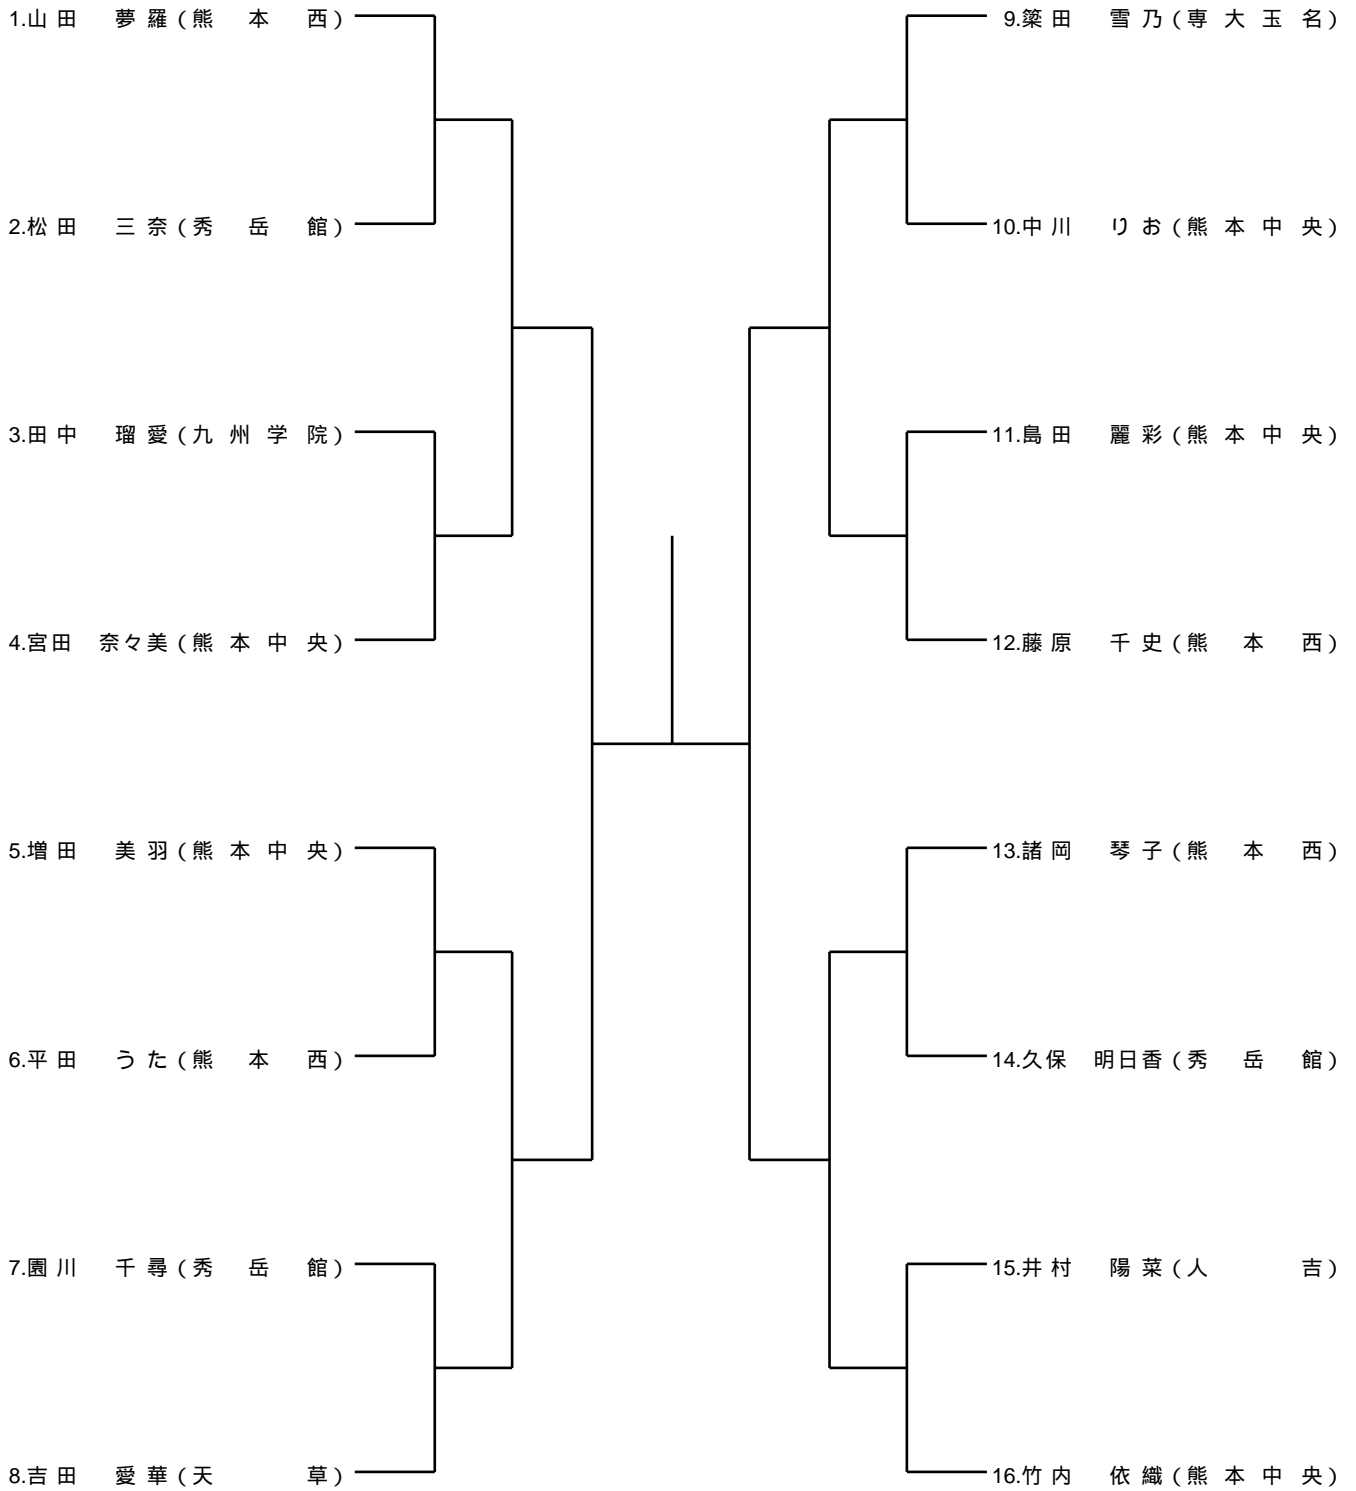 1.山田 夢羅(熊本西)
2.松田 三奈(秀岳館)
3.田中 瑠愛(九州学院)
4.宮田 奈々美(熊本中央)
5.増田 美羽(熊本中央)
6.平田 うた(熊本西)
7.園川 千尋(秀岳館)
8.吉田 愛華(天草)
9.簗田 雪乃(専大玉名)
10.中川 りお(熊本中央)
11.島田 麗彩(熊本中央)
12.藤原 千史(熊本西)
13.諸岡 琴子(熊本西)
14.久保 明日香(秀岳館)
15.井村 陽菜(人吉)
16.竹内 依織(熊本中央)